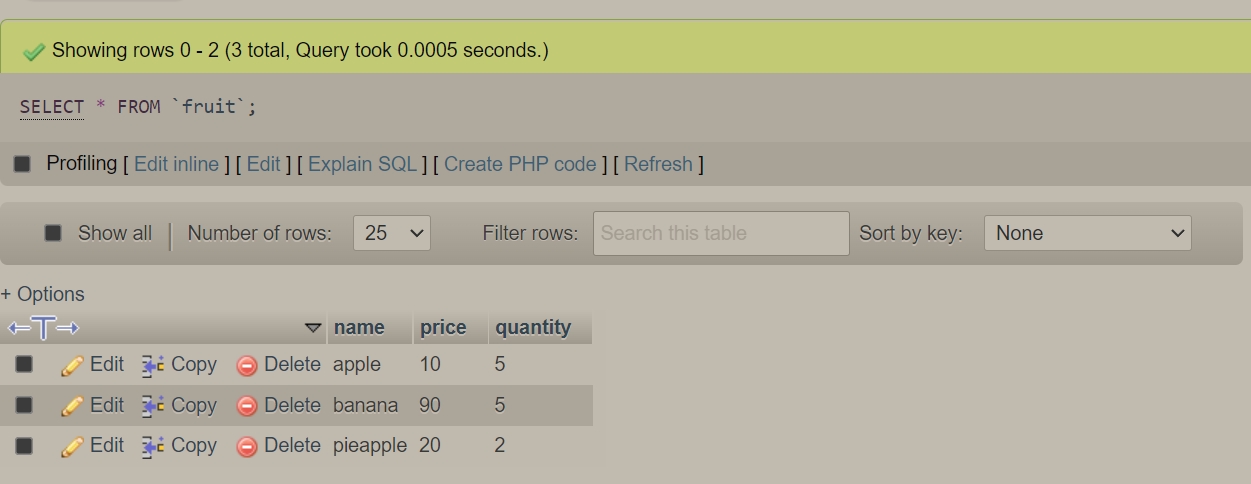 Showing rows 0 - 2 (3 total, Query took 0.0005 seconds.)
SELECT * FROM `fruit`;
Profiling [ Edit inline ] [ Edit ] [ Explain SQL ] [ Create PHP code ] [ Refresh ]
Show all | Number of rows: 25 Filter rows: Search this table Sort by key: None
+ Options
←T→ name price quantity
Edit Copy Delete apple 10 5
Edit Copy Delete banana 90 5
Edit Copy Delete pieapple 20 2